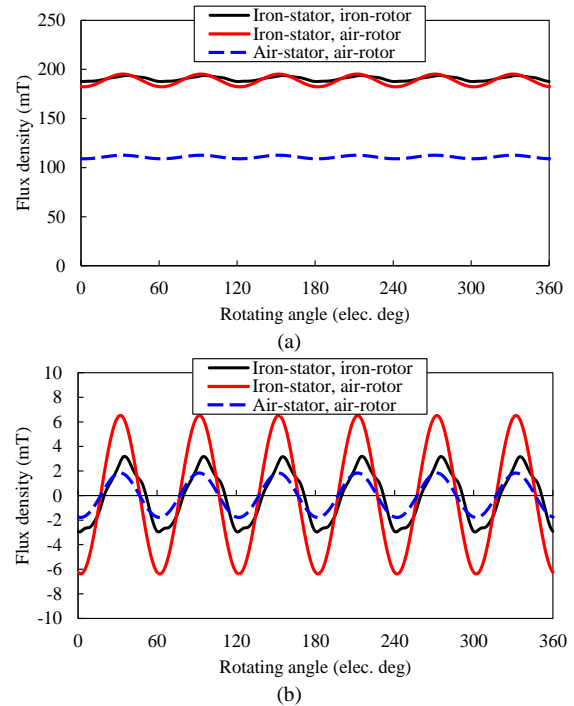 Iron-stator, iron-rotor
Iron-stator, air-rotor
Air-stator, air-rotor
250
200
150
100
50
0
Flux density (mT)
0 60 120 180 240 300 360
Rotating angle (elec. deg)
(a)
Iron-stator, iron-rotor
Iron-stator, air-rotor
Air-stator, air-rotor
10
8
6
4
2
0
-2
-4
-6
-8
-10
Flux density (mT)
0 60 120 180 240 300 360
Rotating angle (elec. deg)
(b)